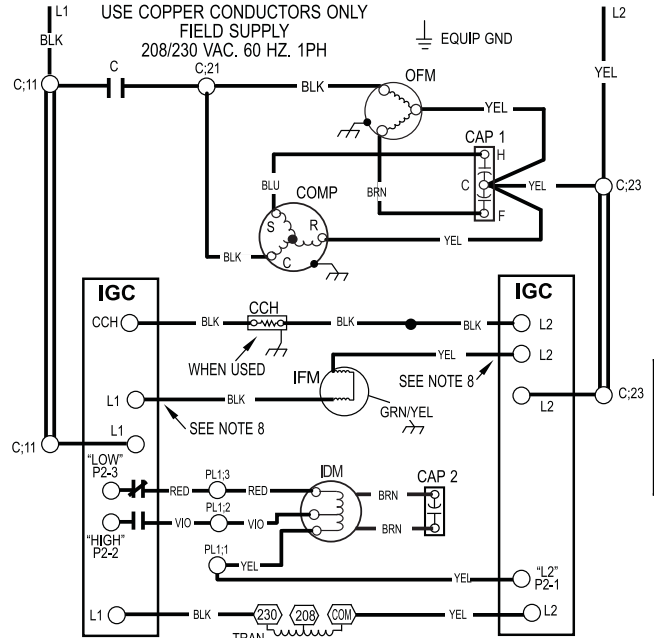 L1
USE COPPER CONDUCTORS ONLY
L2
FIELD SUPPLY
BLK
208/230 VAC. 60 HZ. 1PH
EQUIP GND
C
C;21
OFM
YEL
C;11
BLK
YEL
CAP 1
H
BLU
COMP
BRN
C
YEL
C;23
S
R
F
YEL
BLK
C
IGC
IGC
CCH
CCH
BLK
BLK
BLK
L2
WHEN USED
YEL
L2
IFM
SEE NOTE 8
L1
BLK
GRN/YEL
L2
C;23
SEE NOTE 8
L1
C;11
"LOW"
P2-3
PL1;3
IDM
CAP 2
RED
RED
BRN
PL1;2
VIO
VIO
BRN
"HIGH"
P2-2
PL1;1
YEL
YEL
"L2"
P2-1
L1
BLK
230
208
COM
YEL
L2
TRAN